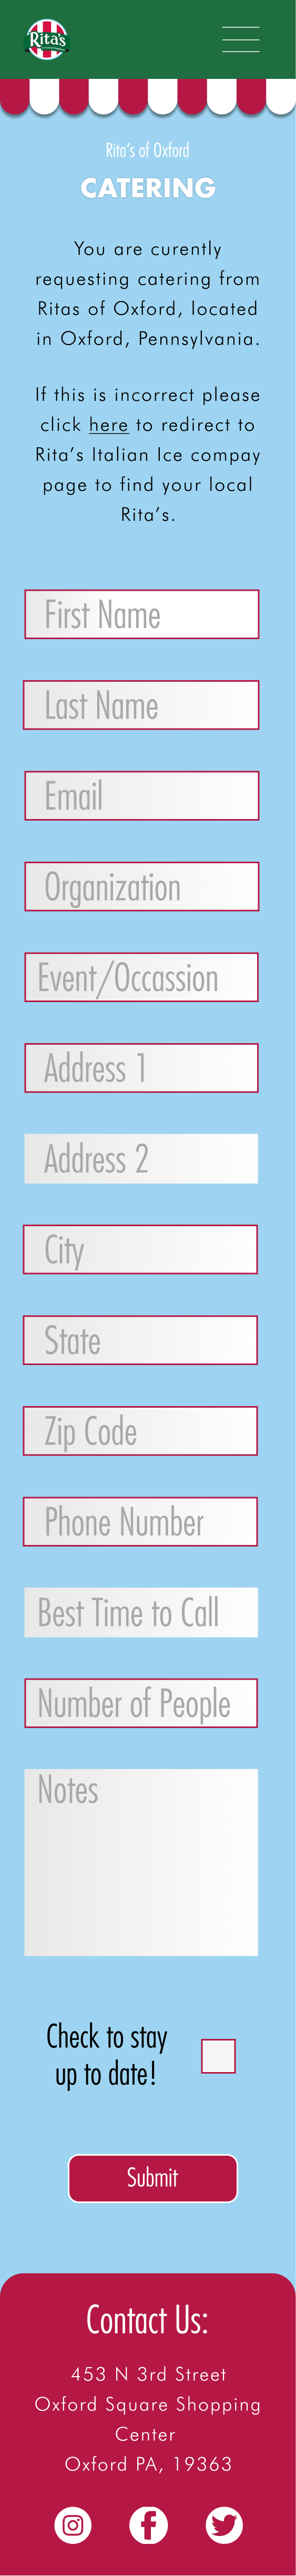 Rita's
Rita's of Oxford
CATERING
You are curently
requesting catering from
Ritas of Oxford, located
in Oxford, Pennsylvania.
If this is incorrect please
click here to redirect to
Rita's Italian Ice compay
page to find your local
Rita's.
First Name
Last Name
Email
Organization
Event/Occassion
Address 1
Address 2
City
State
Zip Code
Phone Number
Best Time to Call
Number of People
Notes
Check to stay
up to date!
Submit
Contact Us:
453 N 3rd Street
Oxford Square Shopping
Center
Oxford PA, 19363